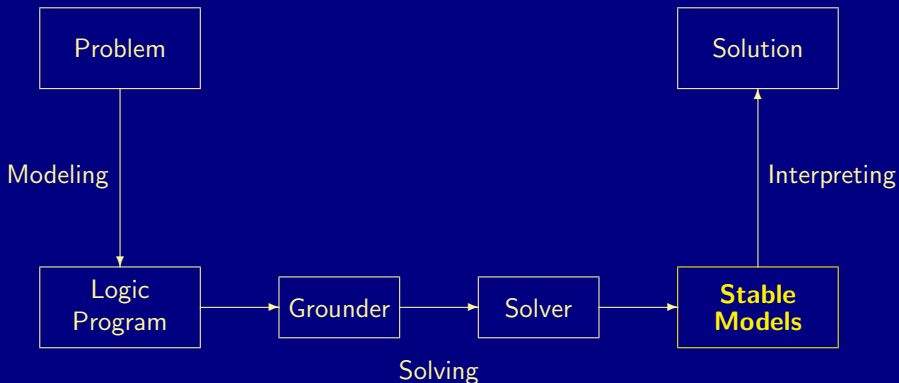 Problem
Solution
Modeling
Interpreting
Logic
Program
Grounder
Solver
Stable
Models
Solving